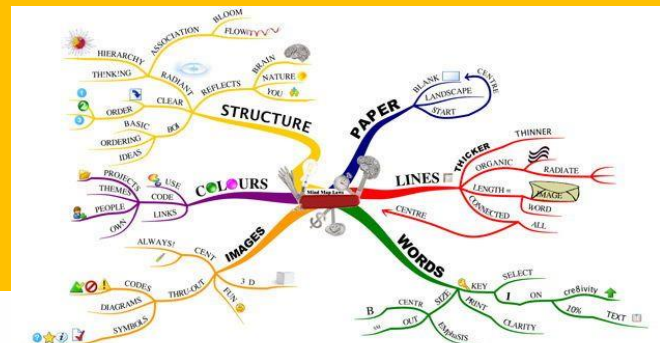 BLOOM
FLOW
ASSOCIATION
HIERARCHY
THINKING
RADIANT
BRAIN
NATURE
YOU
REFLECTS
CLEAR
ORDER
BASIC
ORDERING
IDEAS
BOI
STRUCTURE
PAPER
BLANK
CENTRE
LANDSCAPE
START
LINES
THICKER
THINNER
ORGANIC
RADIATE
LENGTH =
IMAGE
WORD
CONNECTED
ALL
CENTRE
Mind Map Laws
COLOURS
USE
CODE
LINKS
PROJECTS
THEMES
PEOPLE
OWN
IMAGES
CENT
ALWAYS!
3 D
FUN
THRU-OUT
CODES
DIAGRAMS
SYMBOLS
WORDS
KEY
SELECT
1
ON
cre8ivity
10%
TEXT
PRINT
CLARITY
SIZE
CENTR
B
OUT
EMphaSIS